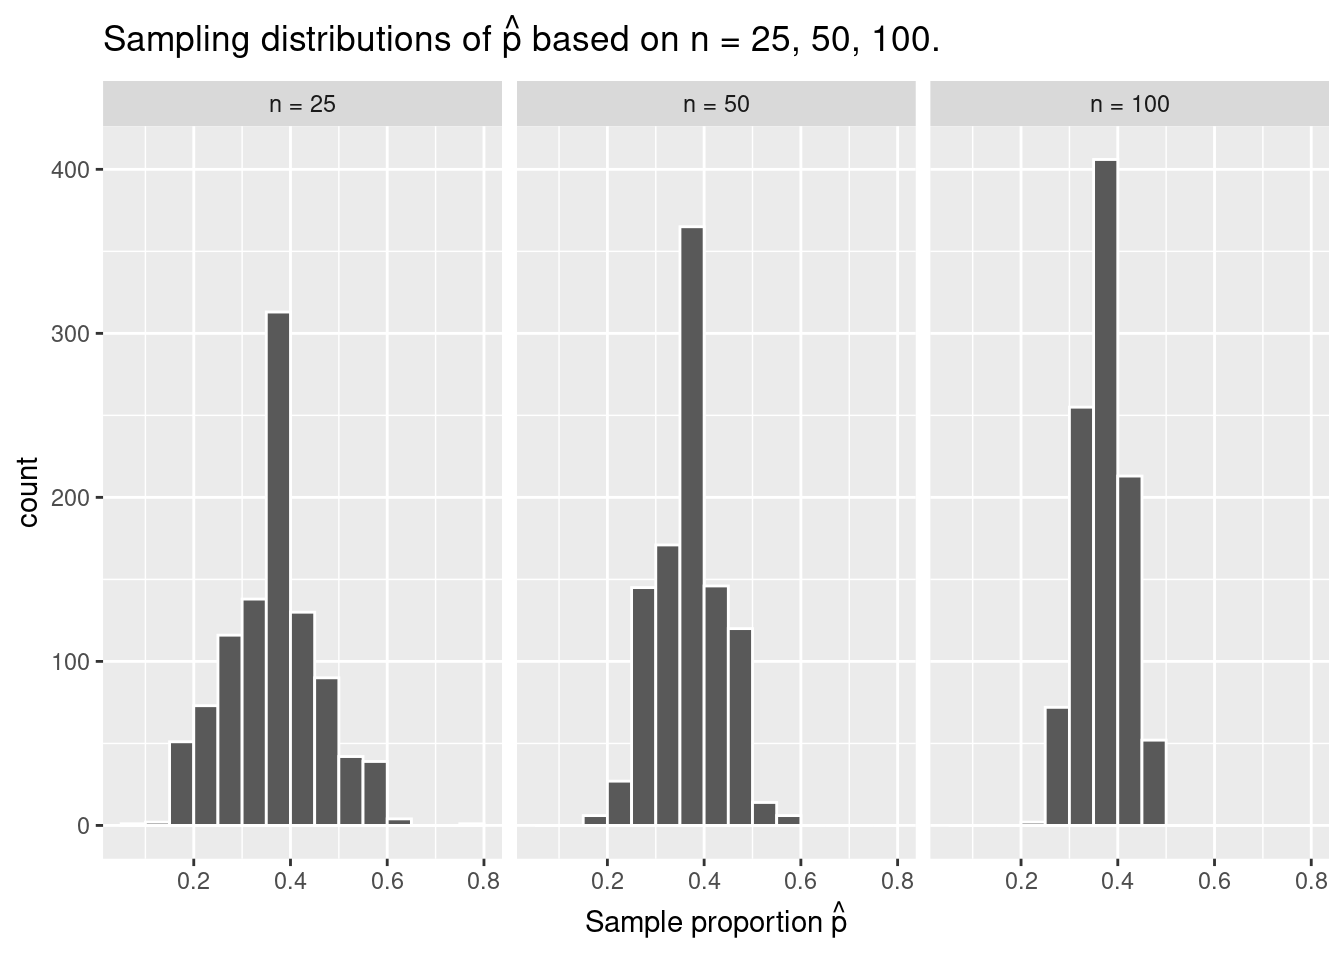 Sampling distributions of p̂ based on n = 25, 50, 100.
n = 25 n = 50 n = 100
400
300
200
100
0
count
0.2 0.4 0.6 0.8 0.2 0.4 0.6 0.8 0.2 0.4 0.6 0.8
Sample proportion p̂